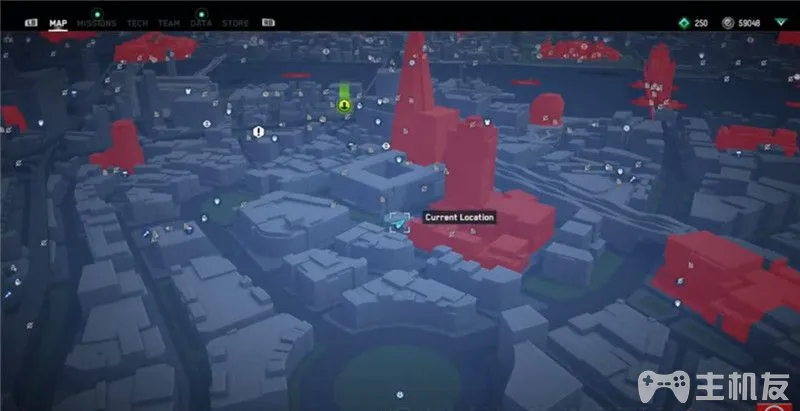 LB MAP MISSIONS TECH TEAM DATA STORE RB 250 59048
Current Location
主机友